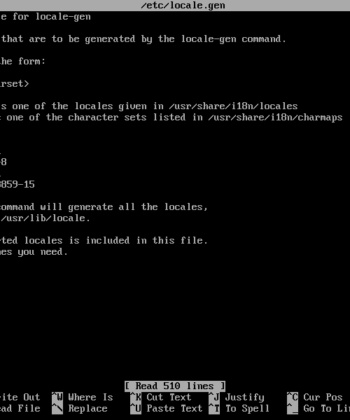 /etc/locale.gen
e for locale-gen
that are to be generated by the locale-gen command.
he form:
rset>
s one of the locales given in /usr/share/i18n/locales
one of the character sets listed in /usr/share/i18n/charmaps
8
859-15
command will generate all the locales,
/usr/lib/locale.
ted locales is included in this file.
es you need.
[ Read 510 lines ]
ite Out ^W Where Is ^K Cut Text ^J Justify ^C Cur Pos
ad File ^\ Replace ^U Paste Text ^T To Spell ^_ Go To Li